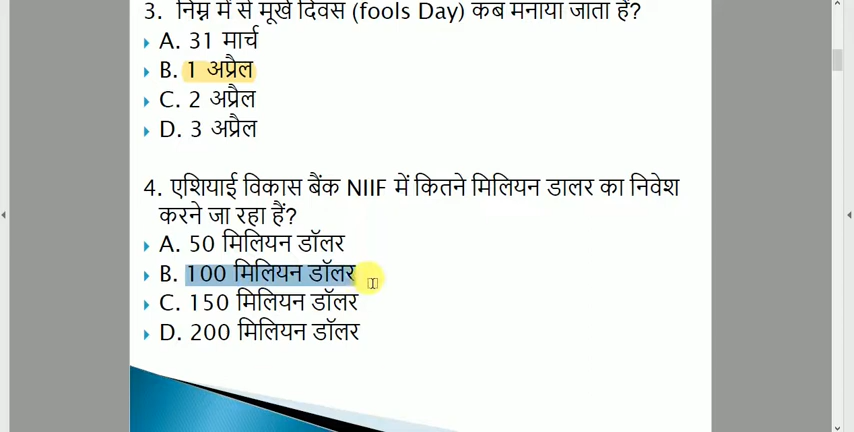 3. निम्न में से मूर्ख दिवस (fools Day) कब मनाया जाता हैं?
A. 31 मार्च
B. 1 अप्रैल
C. 2 अप्रैल
D. 3 अप्रैल
4. एशियाई विकास बैंक NIIF में कितने मिलियन डालर का निवेश
करने जा रहा हैं?
A. 50 मिलियन डॉलर
B. 100 मिलियन डॉलर
C. 150 मिलियन डॉलर
D. 200 मिलियन डॉलर